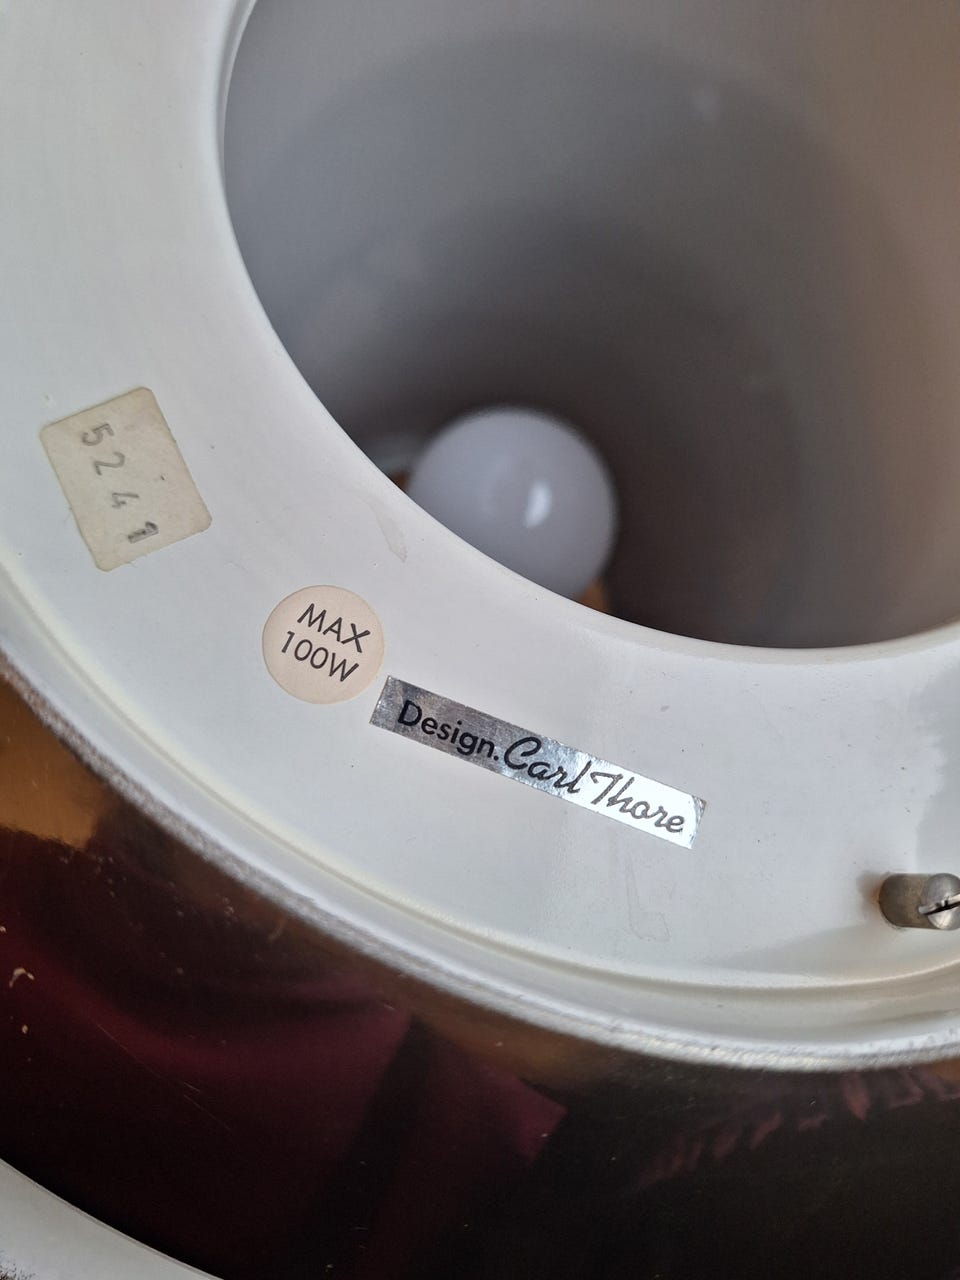 5241
MAX
100W
Design. Carl Thore